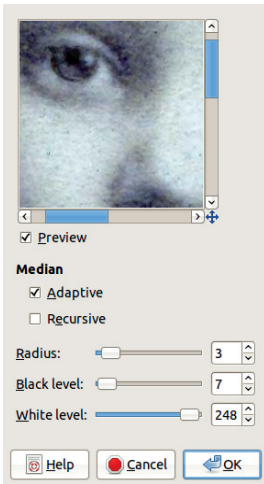 Preview
Median
Adaptive
Recursive
Radius: 3
Black level: 7
White level: 248
Help Cancel OK